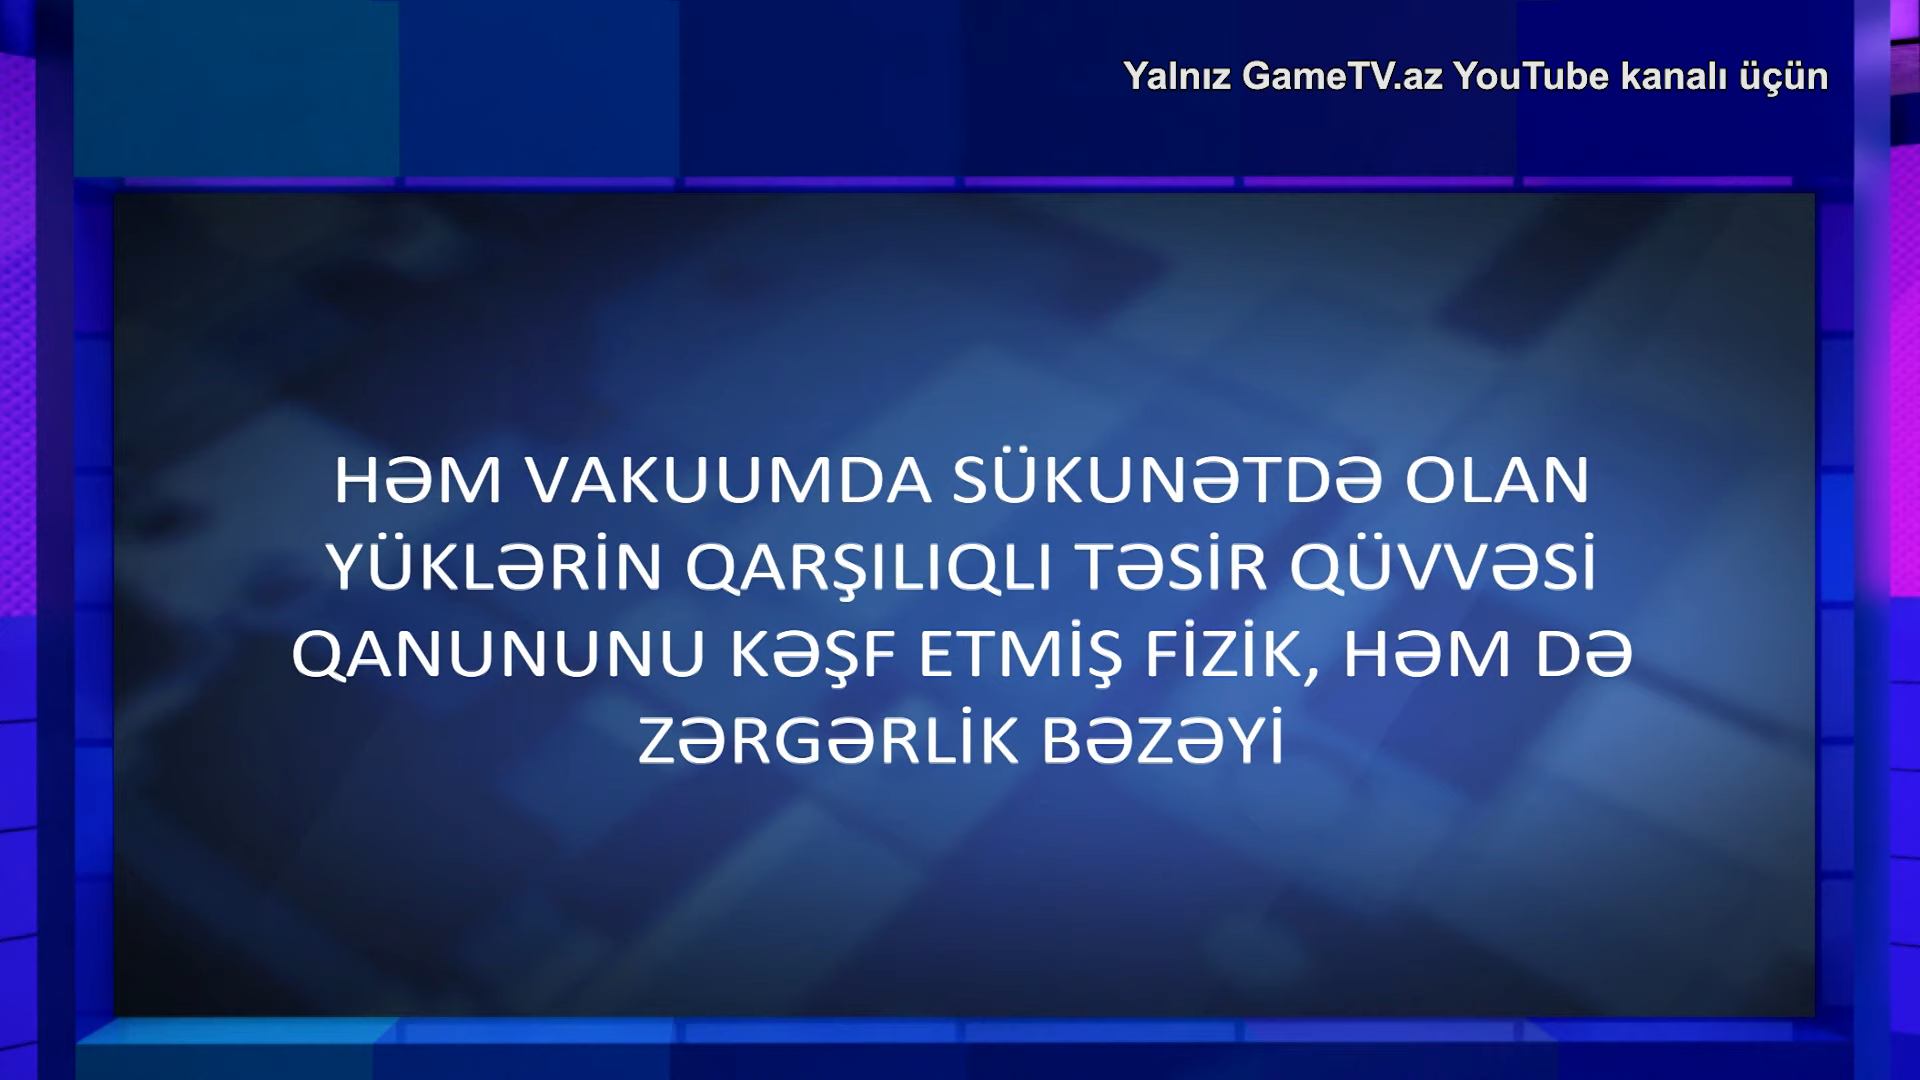 Yalnız GameTV.az YouTube kanalı üçün
HƏM VAKUUMDA SÜKUNƏTDƏ OLAN
YÜKLƏRİN QARŞILIQLI TƏSİR QÜVVƏSİ
QANUNUNU KƏŞF ETMİŞ FİZİK, HƏM DƏ
ZƏRGƏRLİK BƏZƏYİ